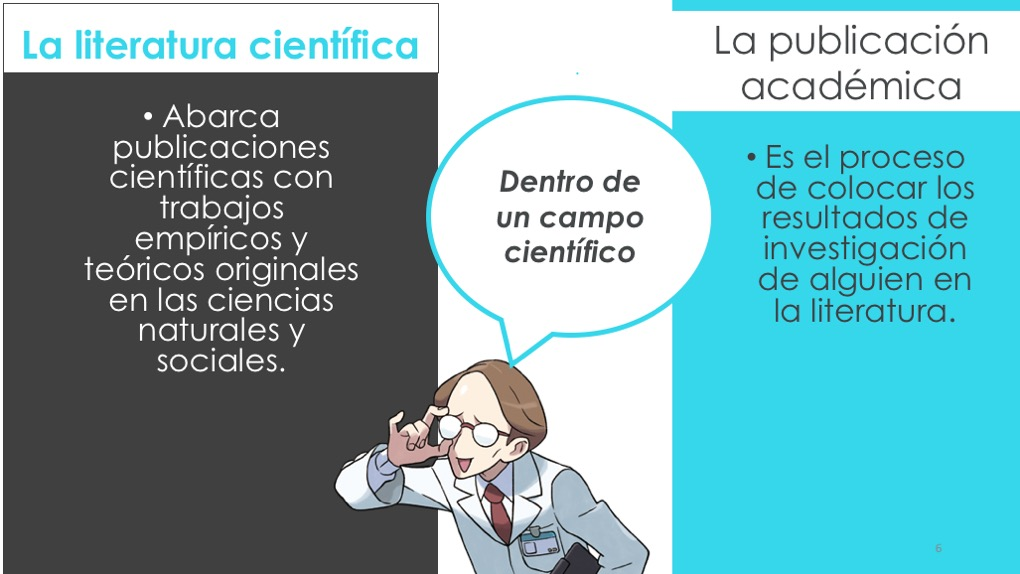 La literatura científica
• Abarca
publicaciones
científicas con
trabajos
empíricos y
teóricos originales
en las ciencias
naturales y
sociales.
Dentro de
un campo
científico
La publicación
académica
• Es el proceso
de colocar los
resultados de
investigación
de alguien en
la literatura.
6